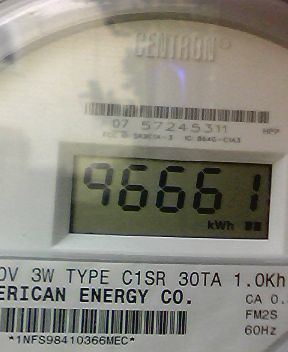 CENTRON®
07 57245311
96661
kWh
0V 3W TYPE C1SR 30TA 1.0Kh
ERICAN ENERGY CO.
CA 0.
FM2S
60Hz
*1NFS98410366MEC*